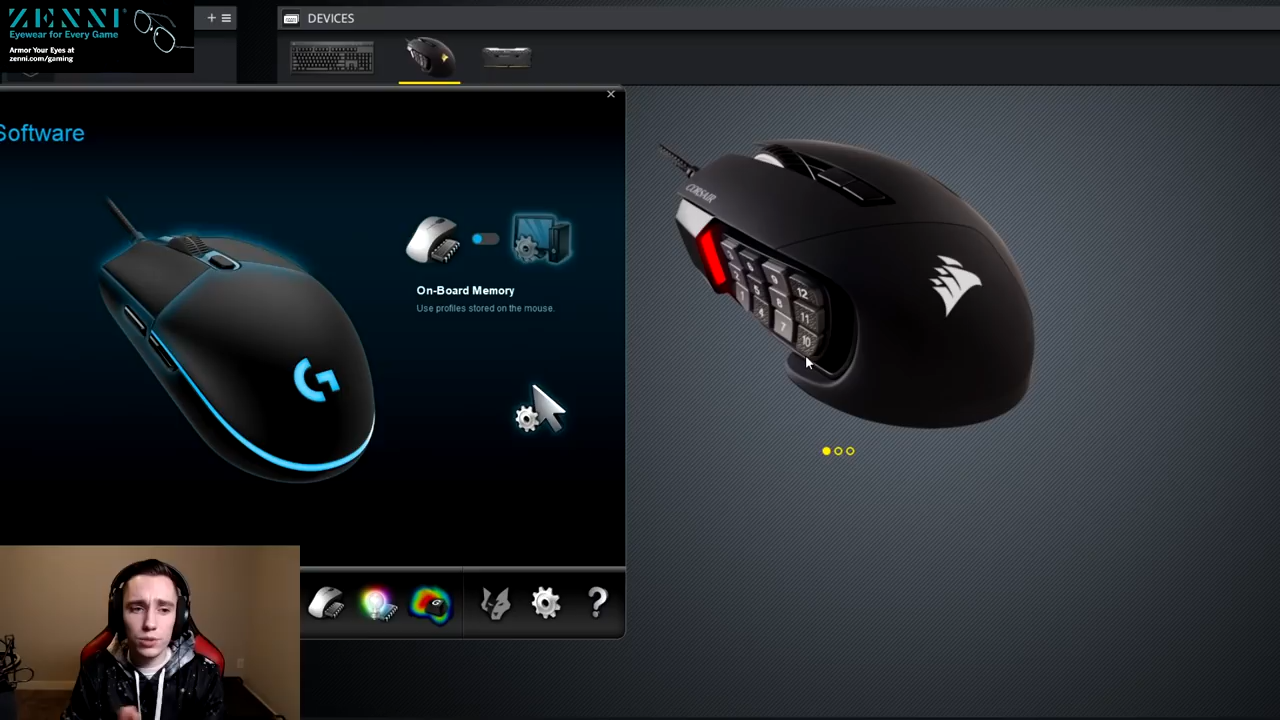 ZENNI
Eyewear for Every Game
Armor Your Eyes at
zenni.com/gaming
DEVICES
Software
On-Board Memory
Use profiles stored on the mouse.
CORSAIR
6
9
12
2
5
8
11
1
4
7
10